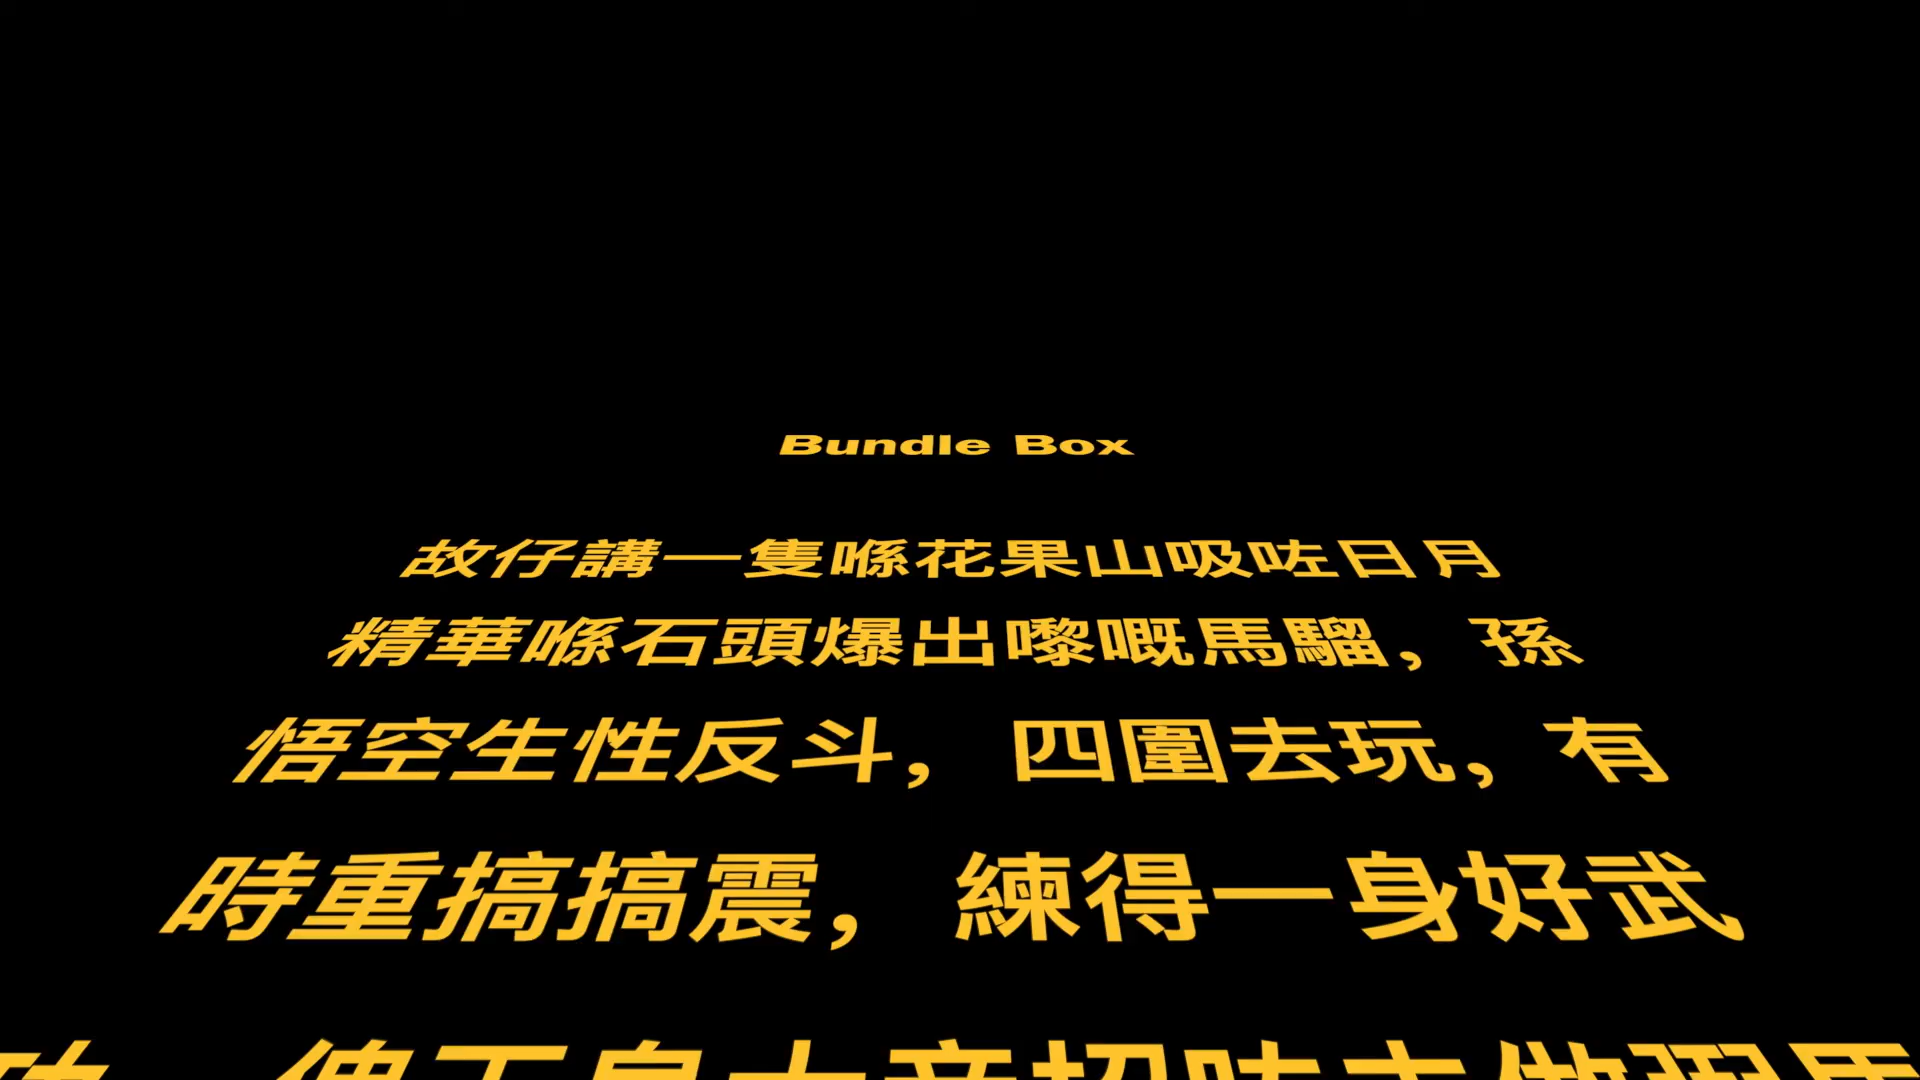 Bundle Box
故仔講一隻喺花果山吸咗日月
精華喺石頭爆出嚟嘅馬騮，孫
悟空生性反斗，四圍去玩，有
時重搞搞震，練得一身好武